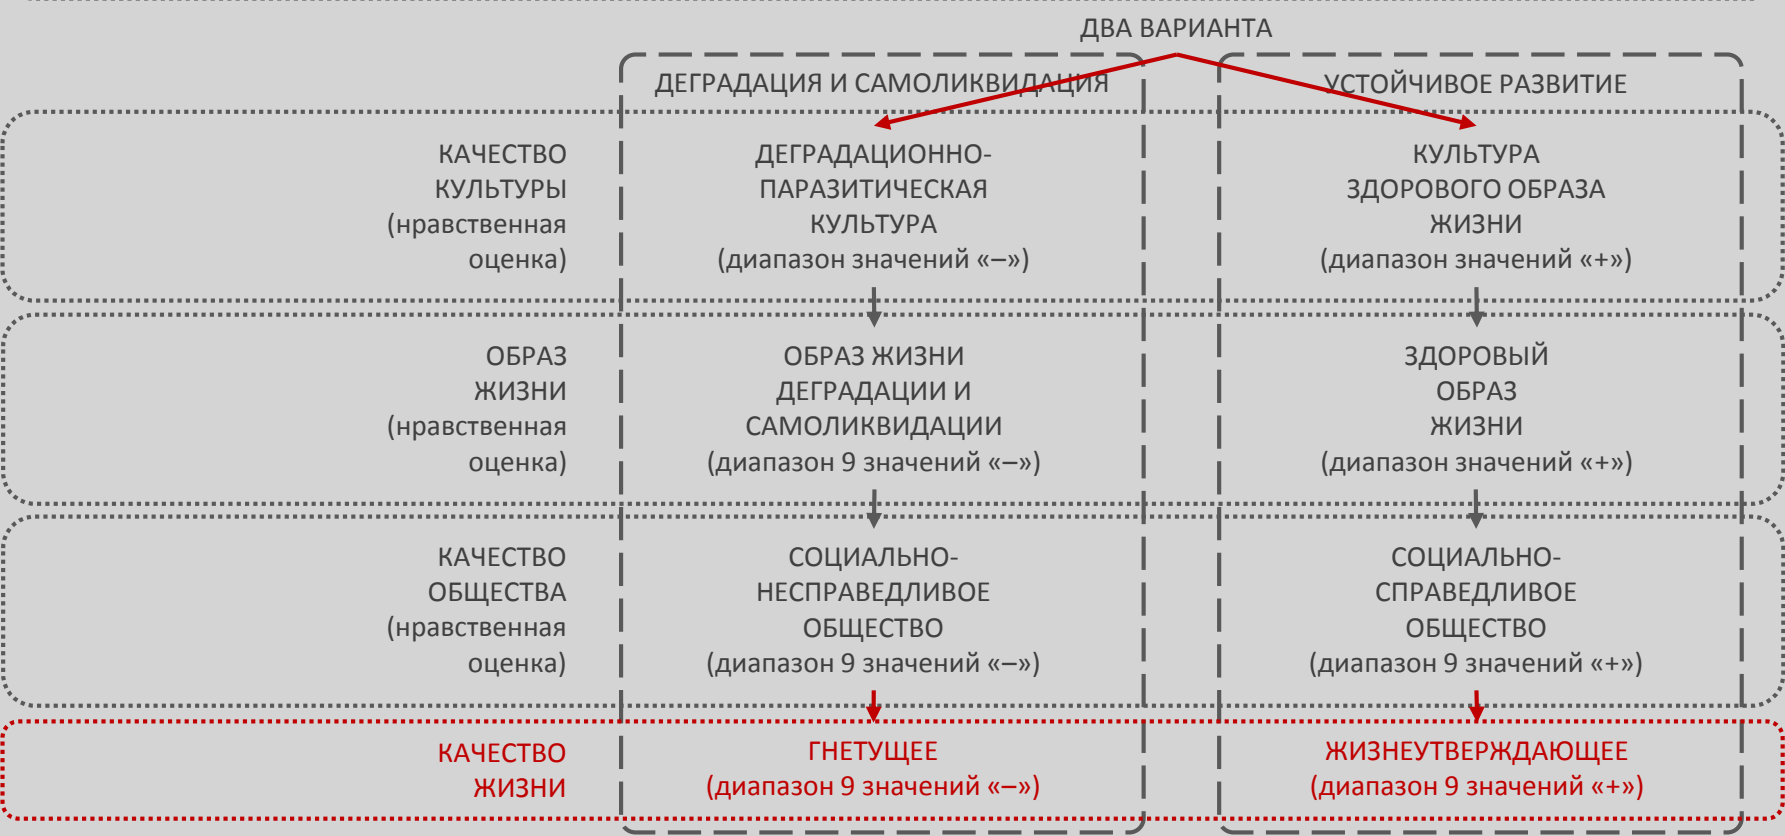 ДВА ВАРИАНТА
ДЕГРАДАЦИЯ И САМОЛИКВИДАЦИЯ
УСТОЙЧИВОЕ РАЗВИТИЕ
КАЧЕСТВО
КУЛЬТУРЫ
(нравственная
оценка)
ДЕГРАДАЦИОННО-
ПАРАЗИТИЧЕСКАЯ
КУЛЬТУРА
(диапазон значений «–»)
КУЛЬТУРА
ЗДОРОВОГО ОБРАЗА
ЖИЗНИ
(диапазон значений «+»)
ОБРАЗ
ЖИЗНИ
(нравственная
оценка)
ОБРАЗ ЖИЗНИ
ДЕГРАДАЦИИ И
САМОЛИКВИДАЦИИ
(диапазон 9 значений «–»)
ЗДОРОВЫЙ
ОБРАЗ
ЖИЗНИ
(диапазон значений «+»)
КАЧЕСТВО
ОБЩЕСТВА
(нравственная
оценка)
СОЦИАЛЬНО-
НЕСПРАВЕДЛИВОЕ
ОБЩЕСТВО
(диапазон 9 значений «–»)
СОЦИАЛЬНО-
СПРАВЕДЛИВОЕ
ОБЩЕСТВО
(диапазон 9 значений «+»)
КАЧЕСТВО
ЖИЗНИ
ГНЕТУЩЕЕ
(диапазон 9 значений «–»)
ЖИЗНЕУТВЕРЖДАЮЩЕЕ
(диапазон 9 значений «+»)